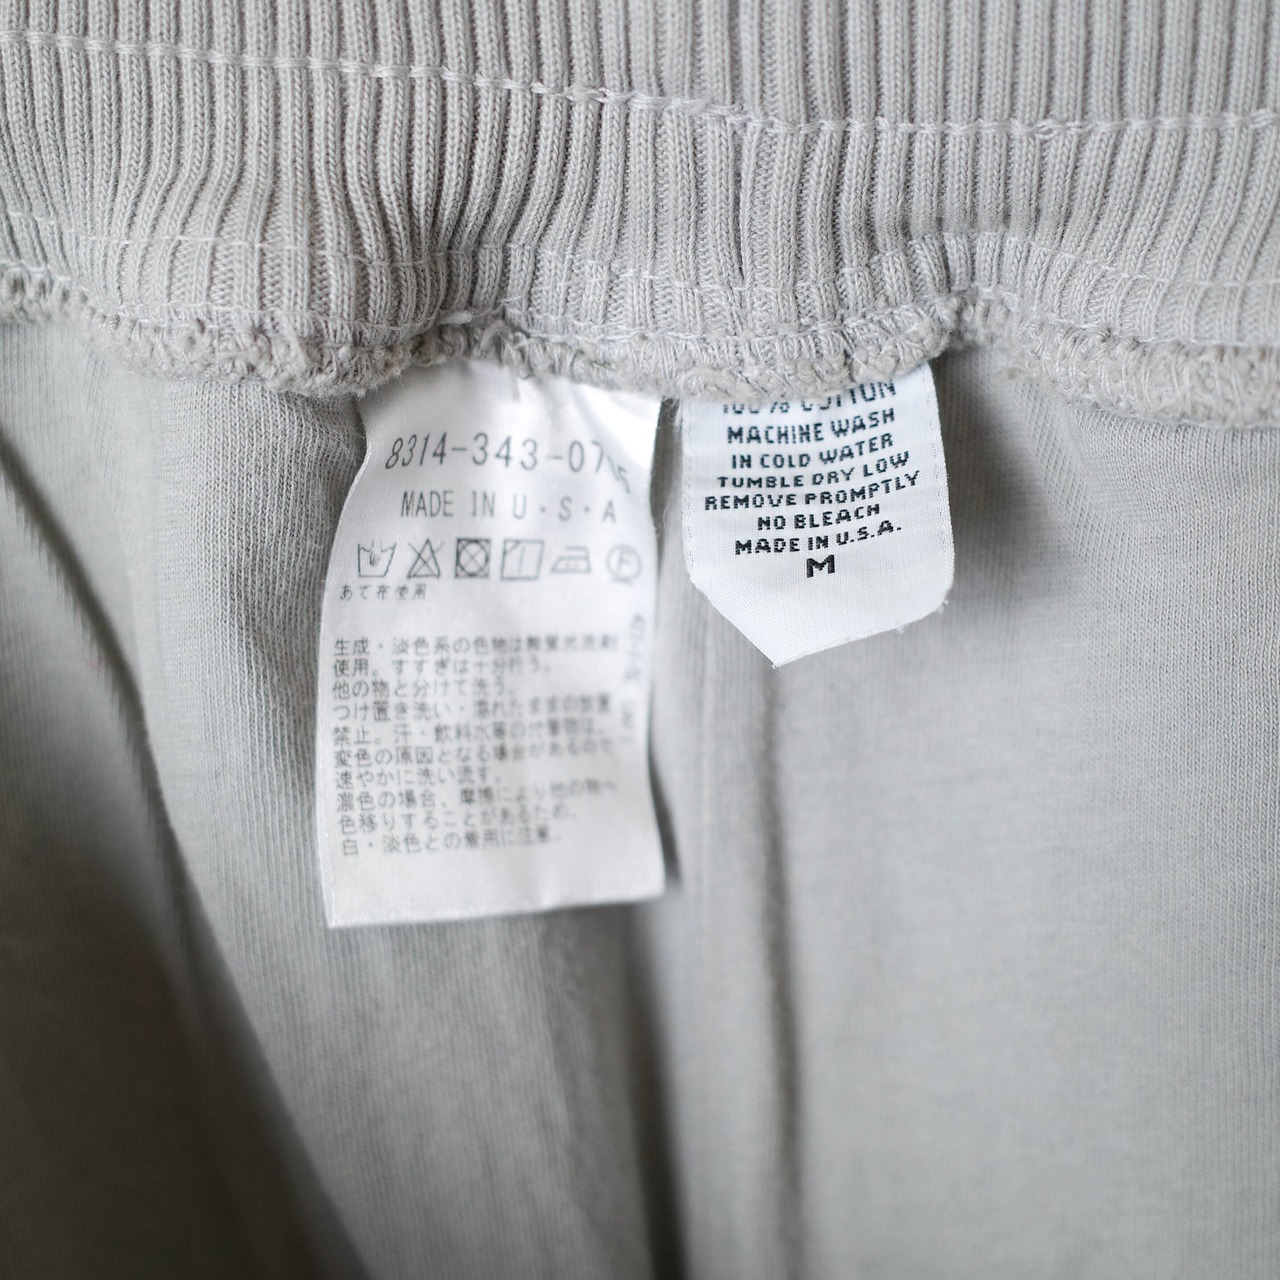 8314-343-07
MADE IN U・S・A
あて布使用
生成・淡色系の色物は無蛍光洗剤
使用。すすぎは十分行う。
他の物と分けて洗う。
つけ置き洗い・濡れたままの放置
禁止。汗・飲料水等の付着物は、
変色の原因となる場合があるので
速やかに洗い流す。
濃色の場合、摩擦により他の物へ
色移りすることがあるため、
白・淡色との着用に注意。
100% COTTON
MACHINE WASH
IN COLD WATER
TUMBLE DRY LOW
REMOVE PROMPTLY
NO BLEACH
MADE IN U.S.A.
M